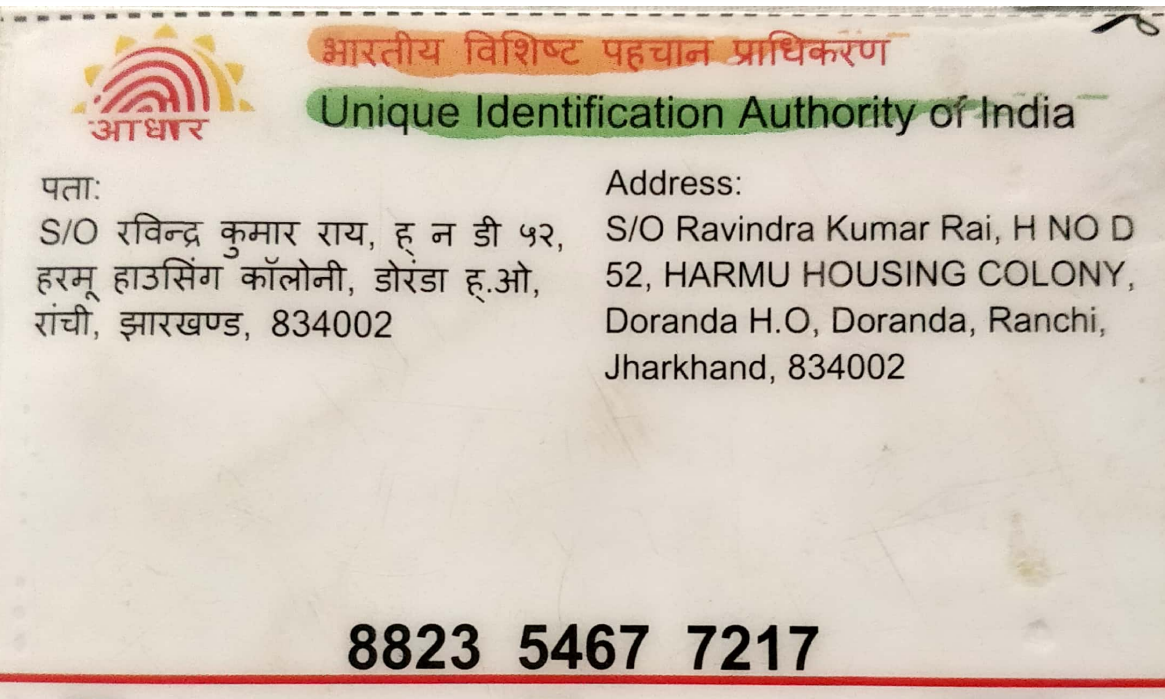 भारतीय विशिष्ट पहचान प्राधिकरण
Unique Identification Authority of India
आधार
पता:
S/O रविन्द्र कुमार राय, ह् न डी ५२,
हरमू हाउसिंग कॉलोनी, डोरंडा ह्.ओ,
रांची, झारखण्ड, 834002
Address:
S/O Ravindra Kumar Rai, H NO D
52, HARMU HOUSING COLONY,
Doranda H.O, Doranda, Ranchi,
Jharkhand, 834002
8823 5467 7217